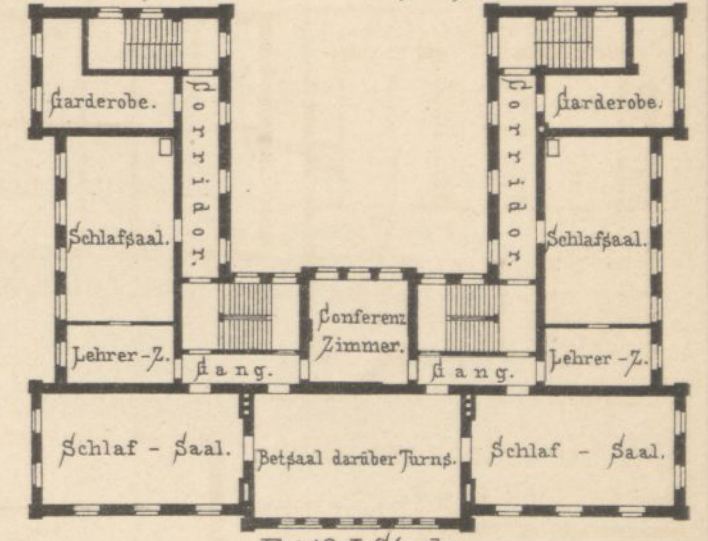 Garderobe.
Corridor.
Corridor.
Garderobe.
Schlafsaal.
Schlafsaal.
Conferenz
Zimmer.
Lehrer-Z.
Gang.
Gang.
Lehrer-Z.
Schlaf - Saal.
Betsaal darüber Turns.
Schlaf - Saal.